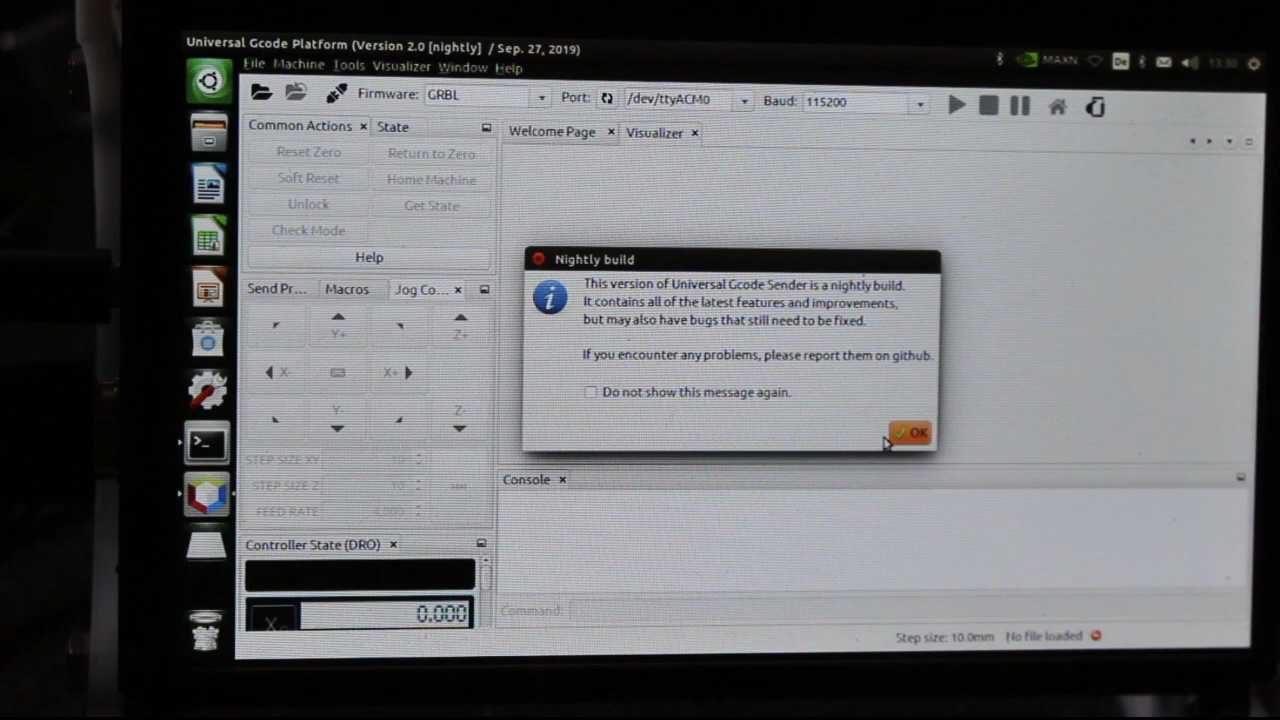 Universal Gcode Platform (Version 2.0 [nightly] / Sep. 27, 2019)
MAXN
De
13:30
File Machine Tools Visualizer Window Help
Firmware: GRBL
Port: /dev/ttyACM0
Baud: 115200
Common Actions
State
Welcome Page
Visualizer
Reset Zero
Return to Zero
Soft Reset
Home Machine
Unlock
Get State
Check Mode
Help
Nightly build
This version of Universal Gcode Sender is a nightly build.
It contains all of the latest features and improvements,
but may also have bugs that still need to be fixed.
If you encounter any problems, please report them on github.
Do not show this message again.
OK
Send Pr...
Macros
Jog Co...
Y+
Z+
X-
X+
Y-
Z-
STEP SIZE XY
STEP SIZE Z
FEED RATE
Console
Controller State (DRO)
X0
0.000
Command:
Step size: 10.0mm
No file loaded